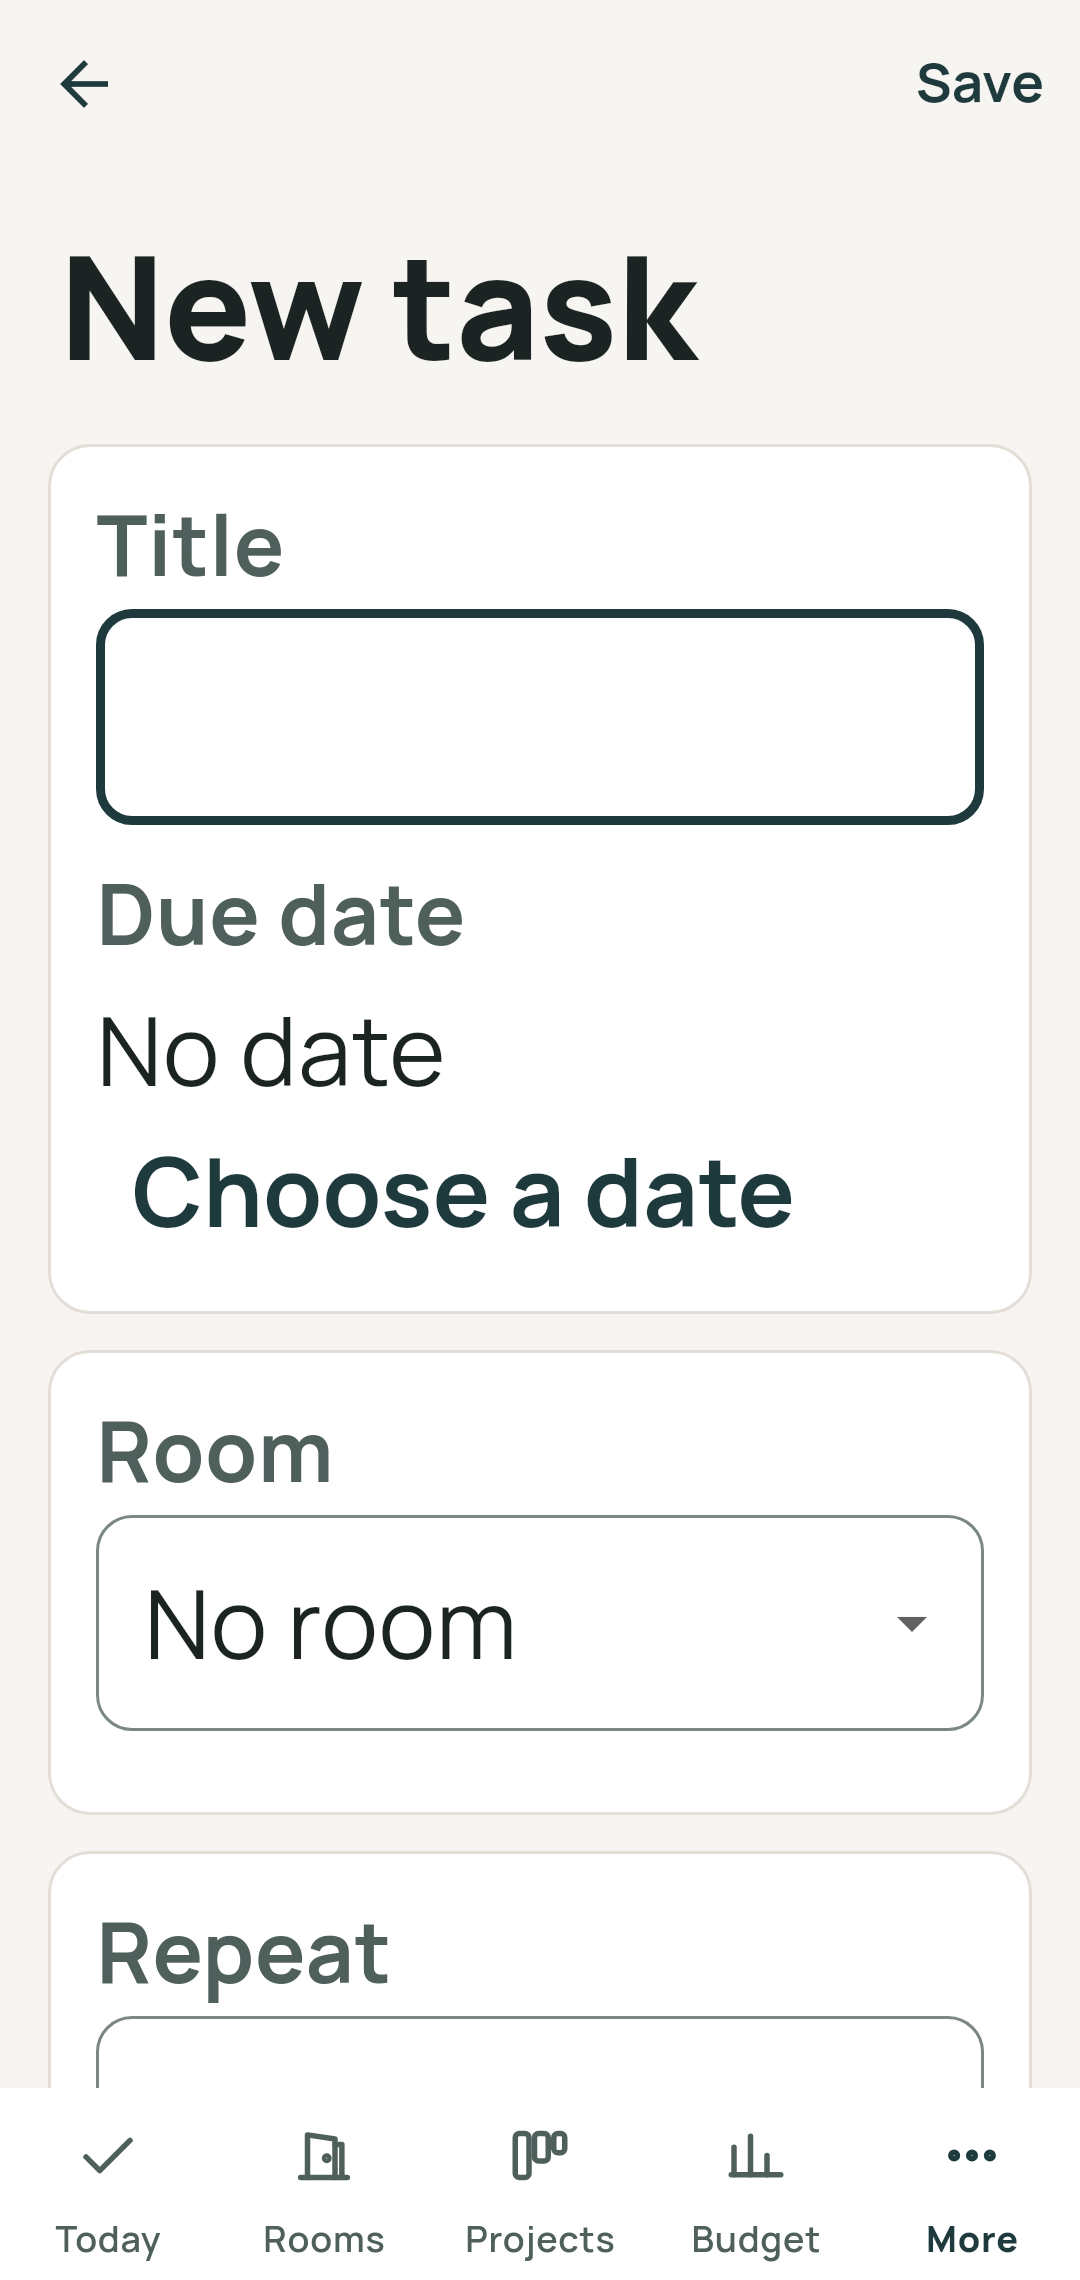 Save
New task
Title
Due date
No date
Choose a date
Room
No room
Repeat
Today
Rooms
Projects
Budget
More